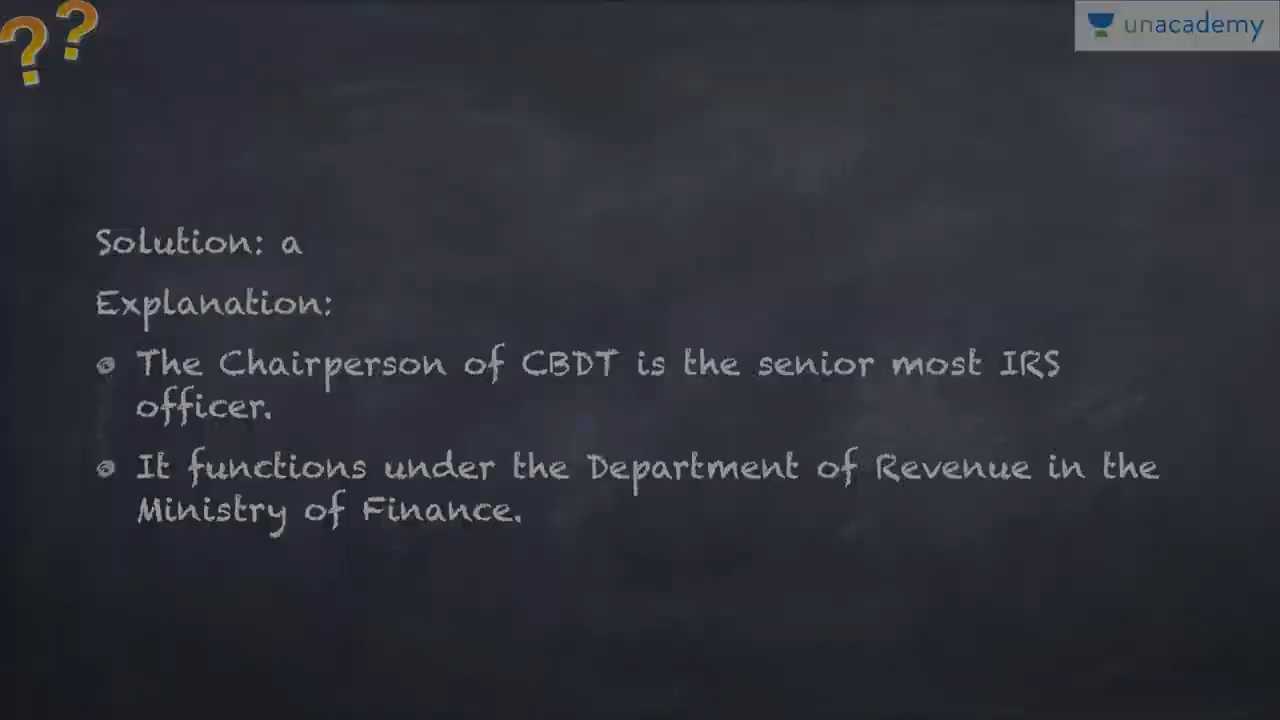 ??
unacademy
Solution: a
Explanation:
The Chairperson of CBDT is the senior most IRS
officer.
It functions under the Department of Revenue in the
Ministry of Finance.